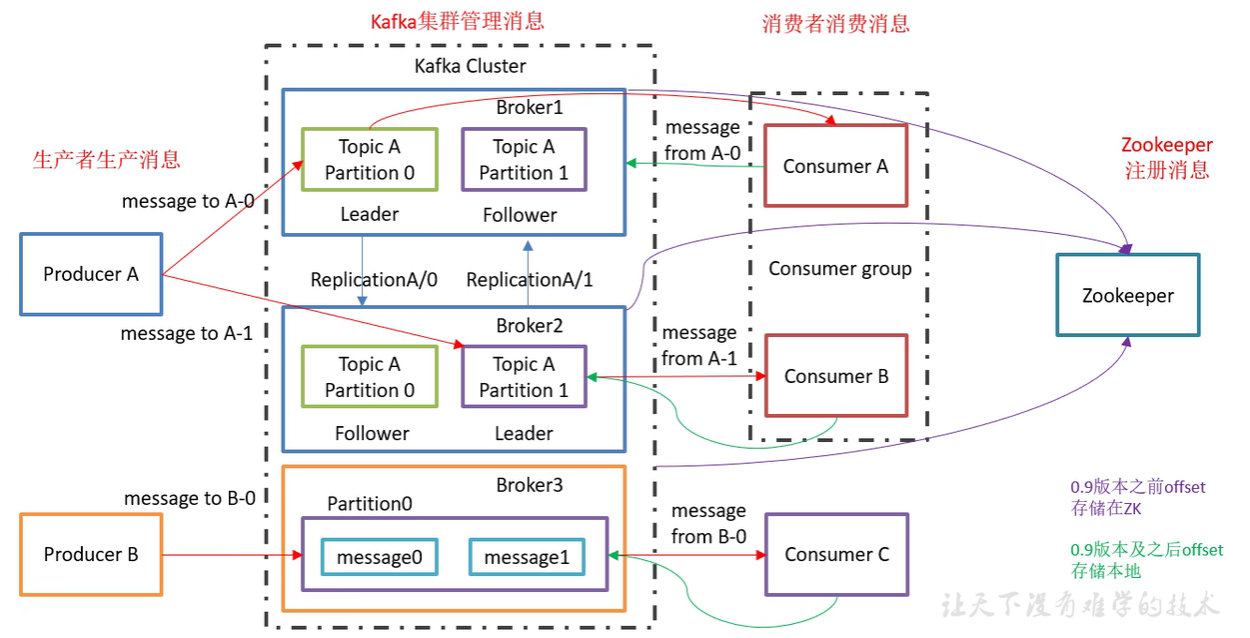 Kafka集群管理消息
消费者消费消息
Kafka Cluster
Broker1
Topic A
Partition 0
Topic A
Partition 1
Leader
Follower
生产者生产消息
message to A-0
Producer A
message to A-1
ReplicationA/0
ReplicationA/1
Broker2
Topic A
Partition 0
Topic A
Partition 1
Follower
Leader
message to B-0
Producer B
Broker3
Partition0
message0
message1
message
from A-0
Consumer A
Consumer group
message
from A-1
Consumer B
message
from B-0
Consumer C
Zookeeper
注册消息
Zookeeper
0.9版本之前offset
存储在ZK
0.9版本及之后offset
存储本地
让天下没有难学的技术